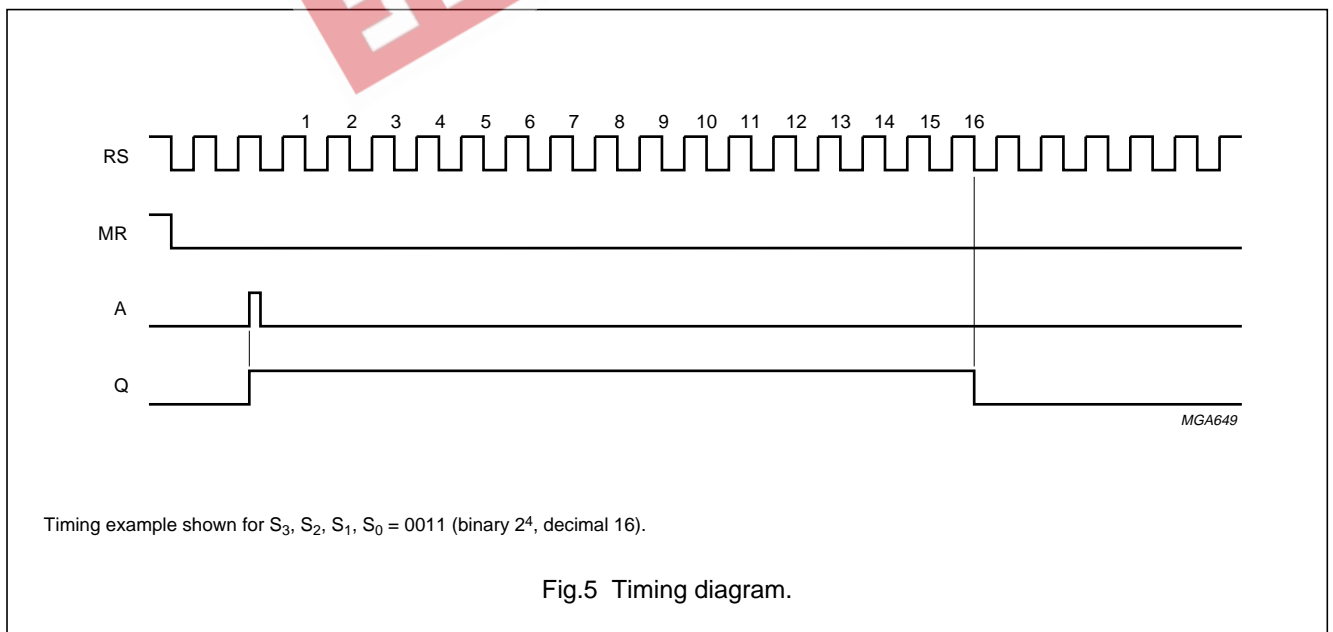 1 2 3 4 5 6 7 8 9 10 11 12 13 14 15 16
RS
MR
A
Q
MGA649
Timing example shown for S₃, S₂, S₁, S₀ = 0011 (binary 2⁴, decimal 16).
Fig.5 Timing diagram.